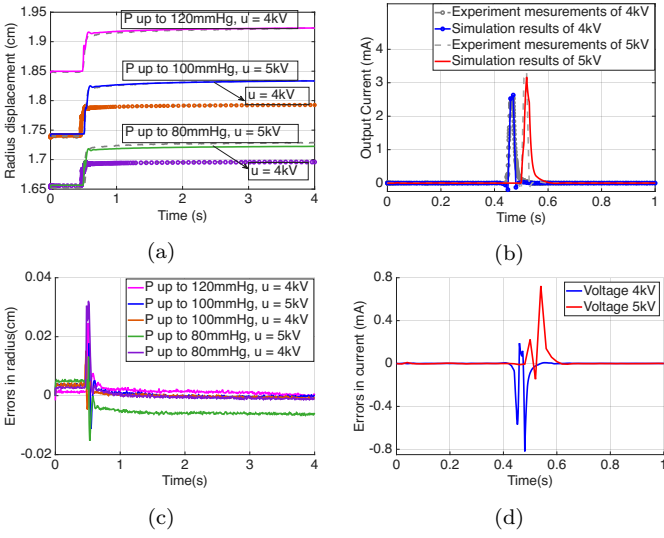 P up to 120mmHg, u = 4kV
P up to 100mmHg, u = 5kV
u = 4kV
P up to 80mmHg, u = 5kV
u = 4kV
Radius displacement (cm)
1.95
1.9
1.85
1.8
1.75
1.7
1.65
0 1 2 3 4
Time (s)
(a)
Experiment mesurements of 4kV
Simulation results of 4kV
Experiment mesurements of 5kV
Simulation results of 5kV
Output Current (mA)
5
4
3
2
1
0
0 0.2 0.4 0.6 0.8 1
Time (s)
(b)
P up to 120mmHg, u = 4kV
P up to 100mmHg, u = 5kV
P up to 100mmHg, u = 4kV
P up to 80mmHg, u = 5kV
P up to 80mmHg, u = 4kV
Errors in radius(cm)
0.04
0.02
0
-0.02
0 1 2 3 4
Time(s)
(c)
Voltage 4kV
Voltage 5kV
Errors in current (mA)
0.8
0.4
0
-0.4
-0.8
0 0.2 0.4 0.6 0.8 1
Time(s)
(d)